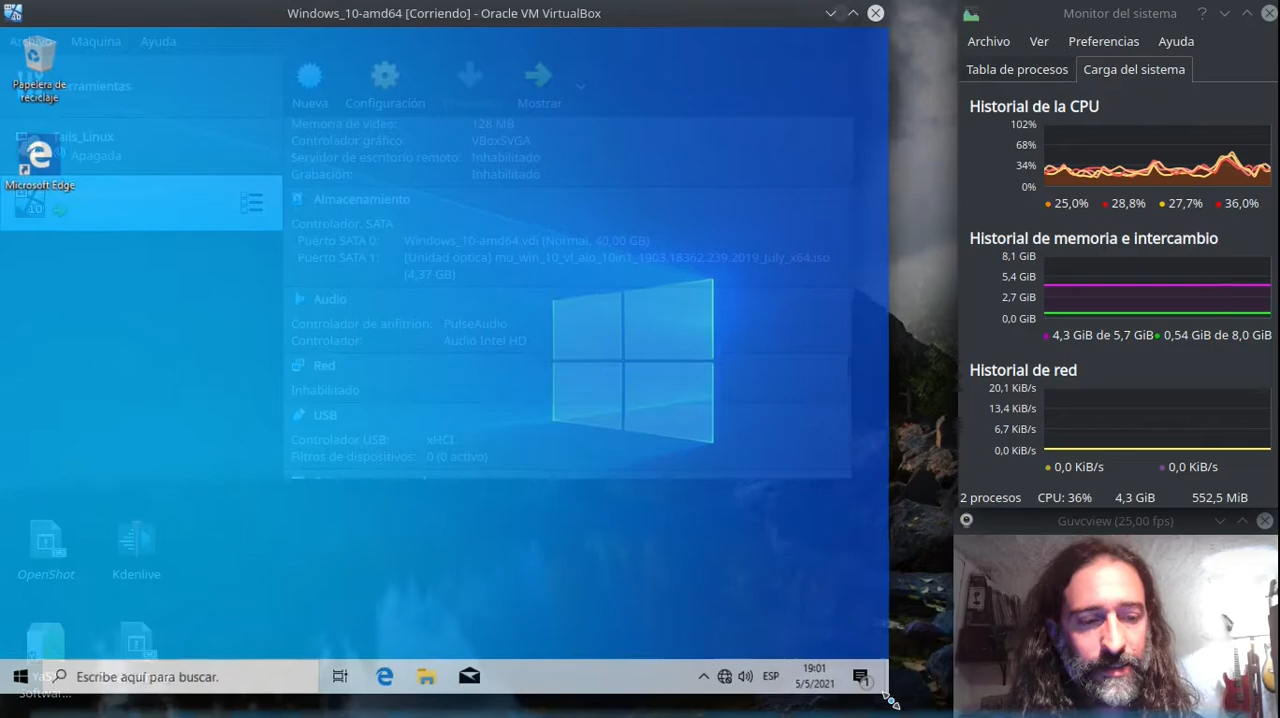 Windows_10-amd64 [Corriendo] - Oracle VM VirtualBox
Archivo Máquina Ayuda
Papelera de
reciclaje
Herramientas
Nueva Configuración Mostrar
Tails_Linux
Apagada
Microsoft Edge
10
Memoria de vídeo: 128 MB
Controlador gráfico: VBoxSVGA
Servidor de escritorio remoto: Inhabilitado
Grabación: Inhabilitado
Almacenamiento
Controlador: SATA
Puerto SATA 0: Windows_10-amd64.vdi (Normal, 40,00 GB)
Puerto SATA 1: [Unidad óptica] mu_win_10_vl_aio_10in1_1903.18362.239.2019_July_x64.iso
(4,37 GB)
Audio
Controlador de anfitrión: PulseAudio
Controlador: Audio Intel HD
Red
Inhabilitado
USB
Controlador USB: xHCI
Filtros de dispositivos: 0 (0 activo)
OpenShot
Kdenlive
Softwar...
Escribe aquí para buscar.
ESP
19:01
5/5/2021
1
Monitor del sistema
Archivo Ver Preferencias Ayuda
Tabla de procesos Carga del sistema
Historial de la CPU
102%
68%
34%
0%
25,0% 28,8% 27,7% 36,0%
Historial de memoria e intercambio
8,1 GiB
5,4 GiB
2,7 GiB
0,0 GiB
4,3 GiB de 5,7 GiB 0,54 GiB de 8,0 GiB
Historial de red
20,1 KiB/s
13,4 KiB/s
6,7 KiB/s
0,0 KiB/s
0,0 KiB/s 0,0 KiB/s
2 procesos CPU: 36% 4,3 GiB 552,5 MiB
Guvcview (25,00 fps)